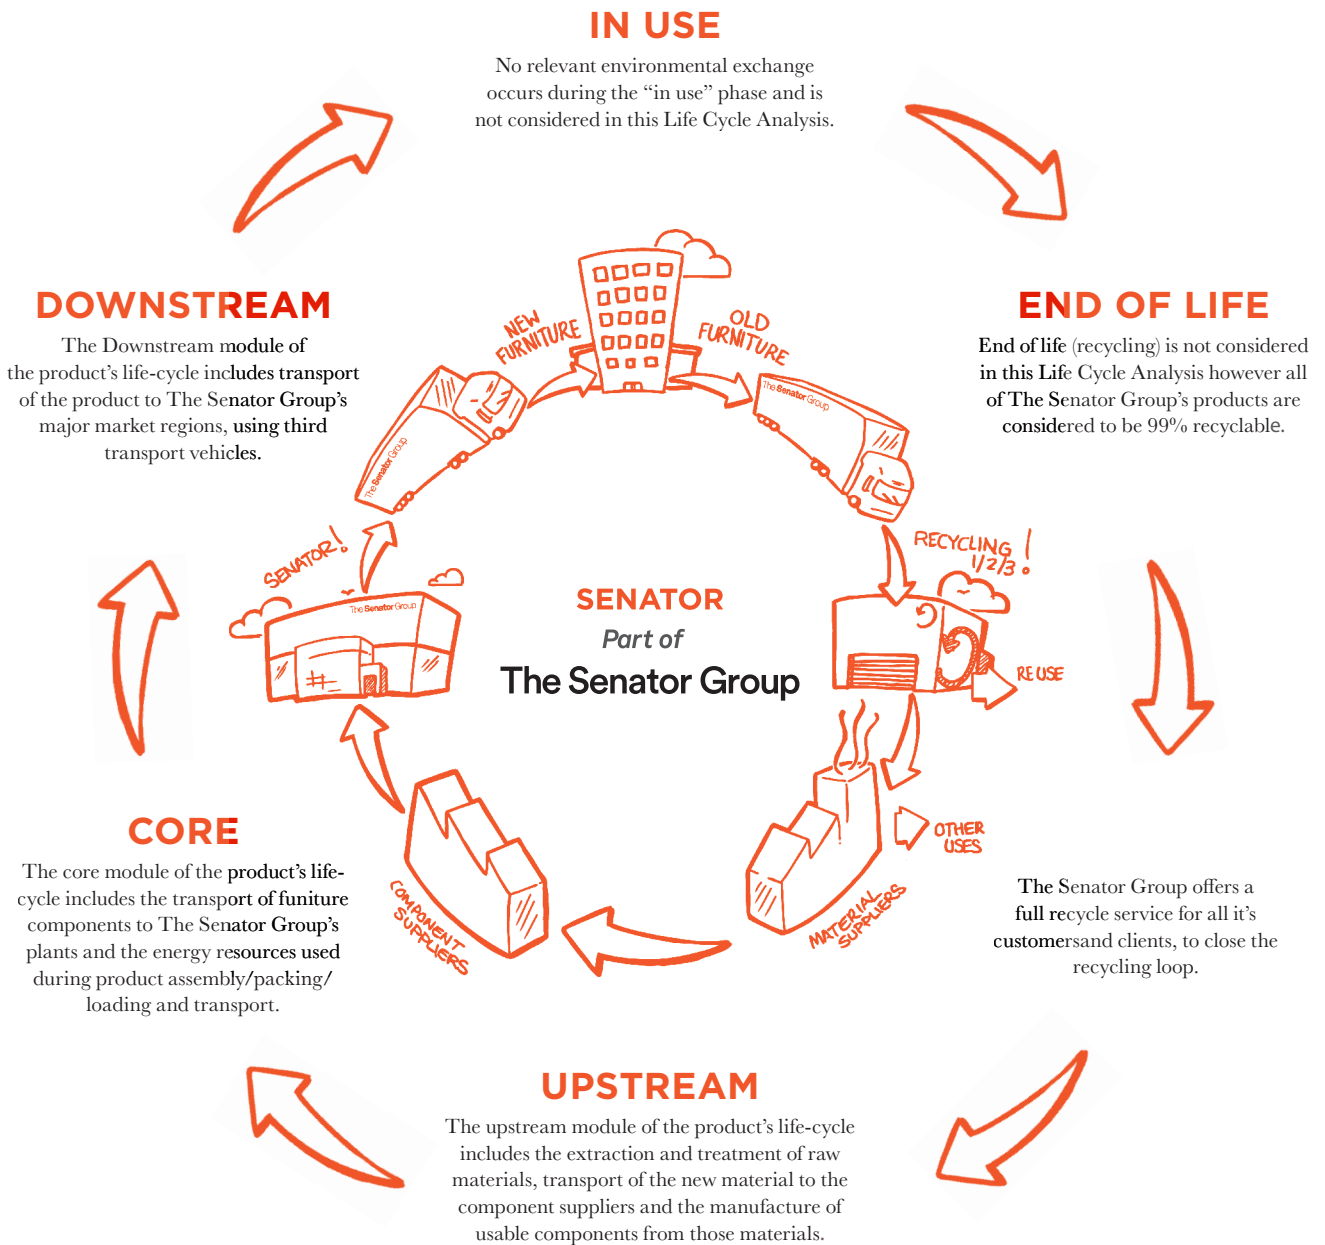 IN USE
No relevant environmental exchange
occurs during the “in use” phase and is
not considered in this Life Cycle Analysis.
DOWNSTREAM
The Downstream module of
the product’s life-cycle includes transport
of the product to The Senator Group’s
major market regions, using third
transport vehicles.
END OF LIFE
End of life (recycling) is not considered
in this Life Cycle Analysis however all
of The Senator Group’s products are
considered to be 99% recyclable.
NEW
FURNITURE
OLD
FURNITURE
The Senator Group
The Senator Group
SENATOR!
RECYCLING
1/2/3!
The Senator Group
SENATOR
Part of
The Senator Group
RE USE
CORE
The core module of the product’s life-
cycle includes the transport of funiture
components to The Senator Group’s
plants and the energy resources used
during product assembly/packing/
loading and transport.
OTHER
USES
COMPONENT
SUPPLIERS
MATERIAL
SUPPLIERS
The Senator Group offers a
full recycle service for all it’s
customersand clients, to close the
recycling loop.
UPSTREAM
The upstream module of the product’s life-cycle
includes the extraction and treatment of raw
materials, transport of the new material to the
component suppliers and the manufacture of
usable components from those materials.